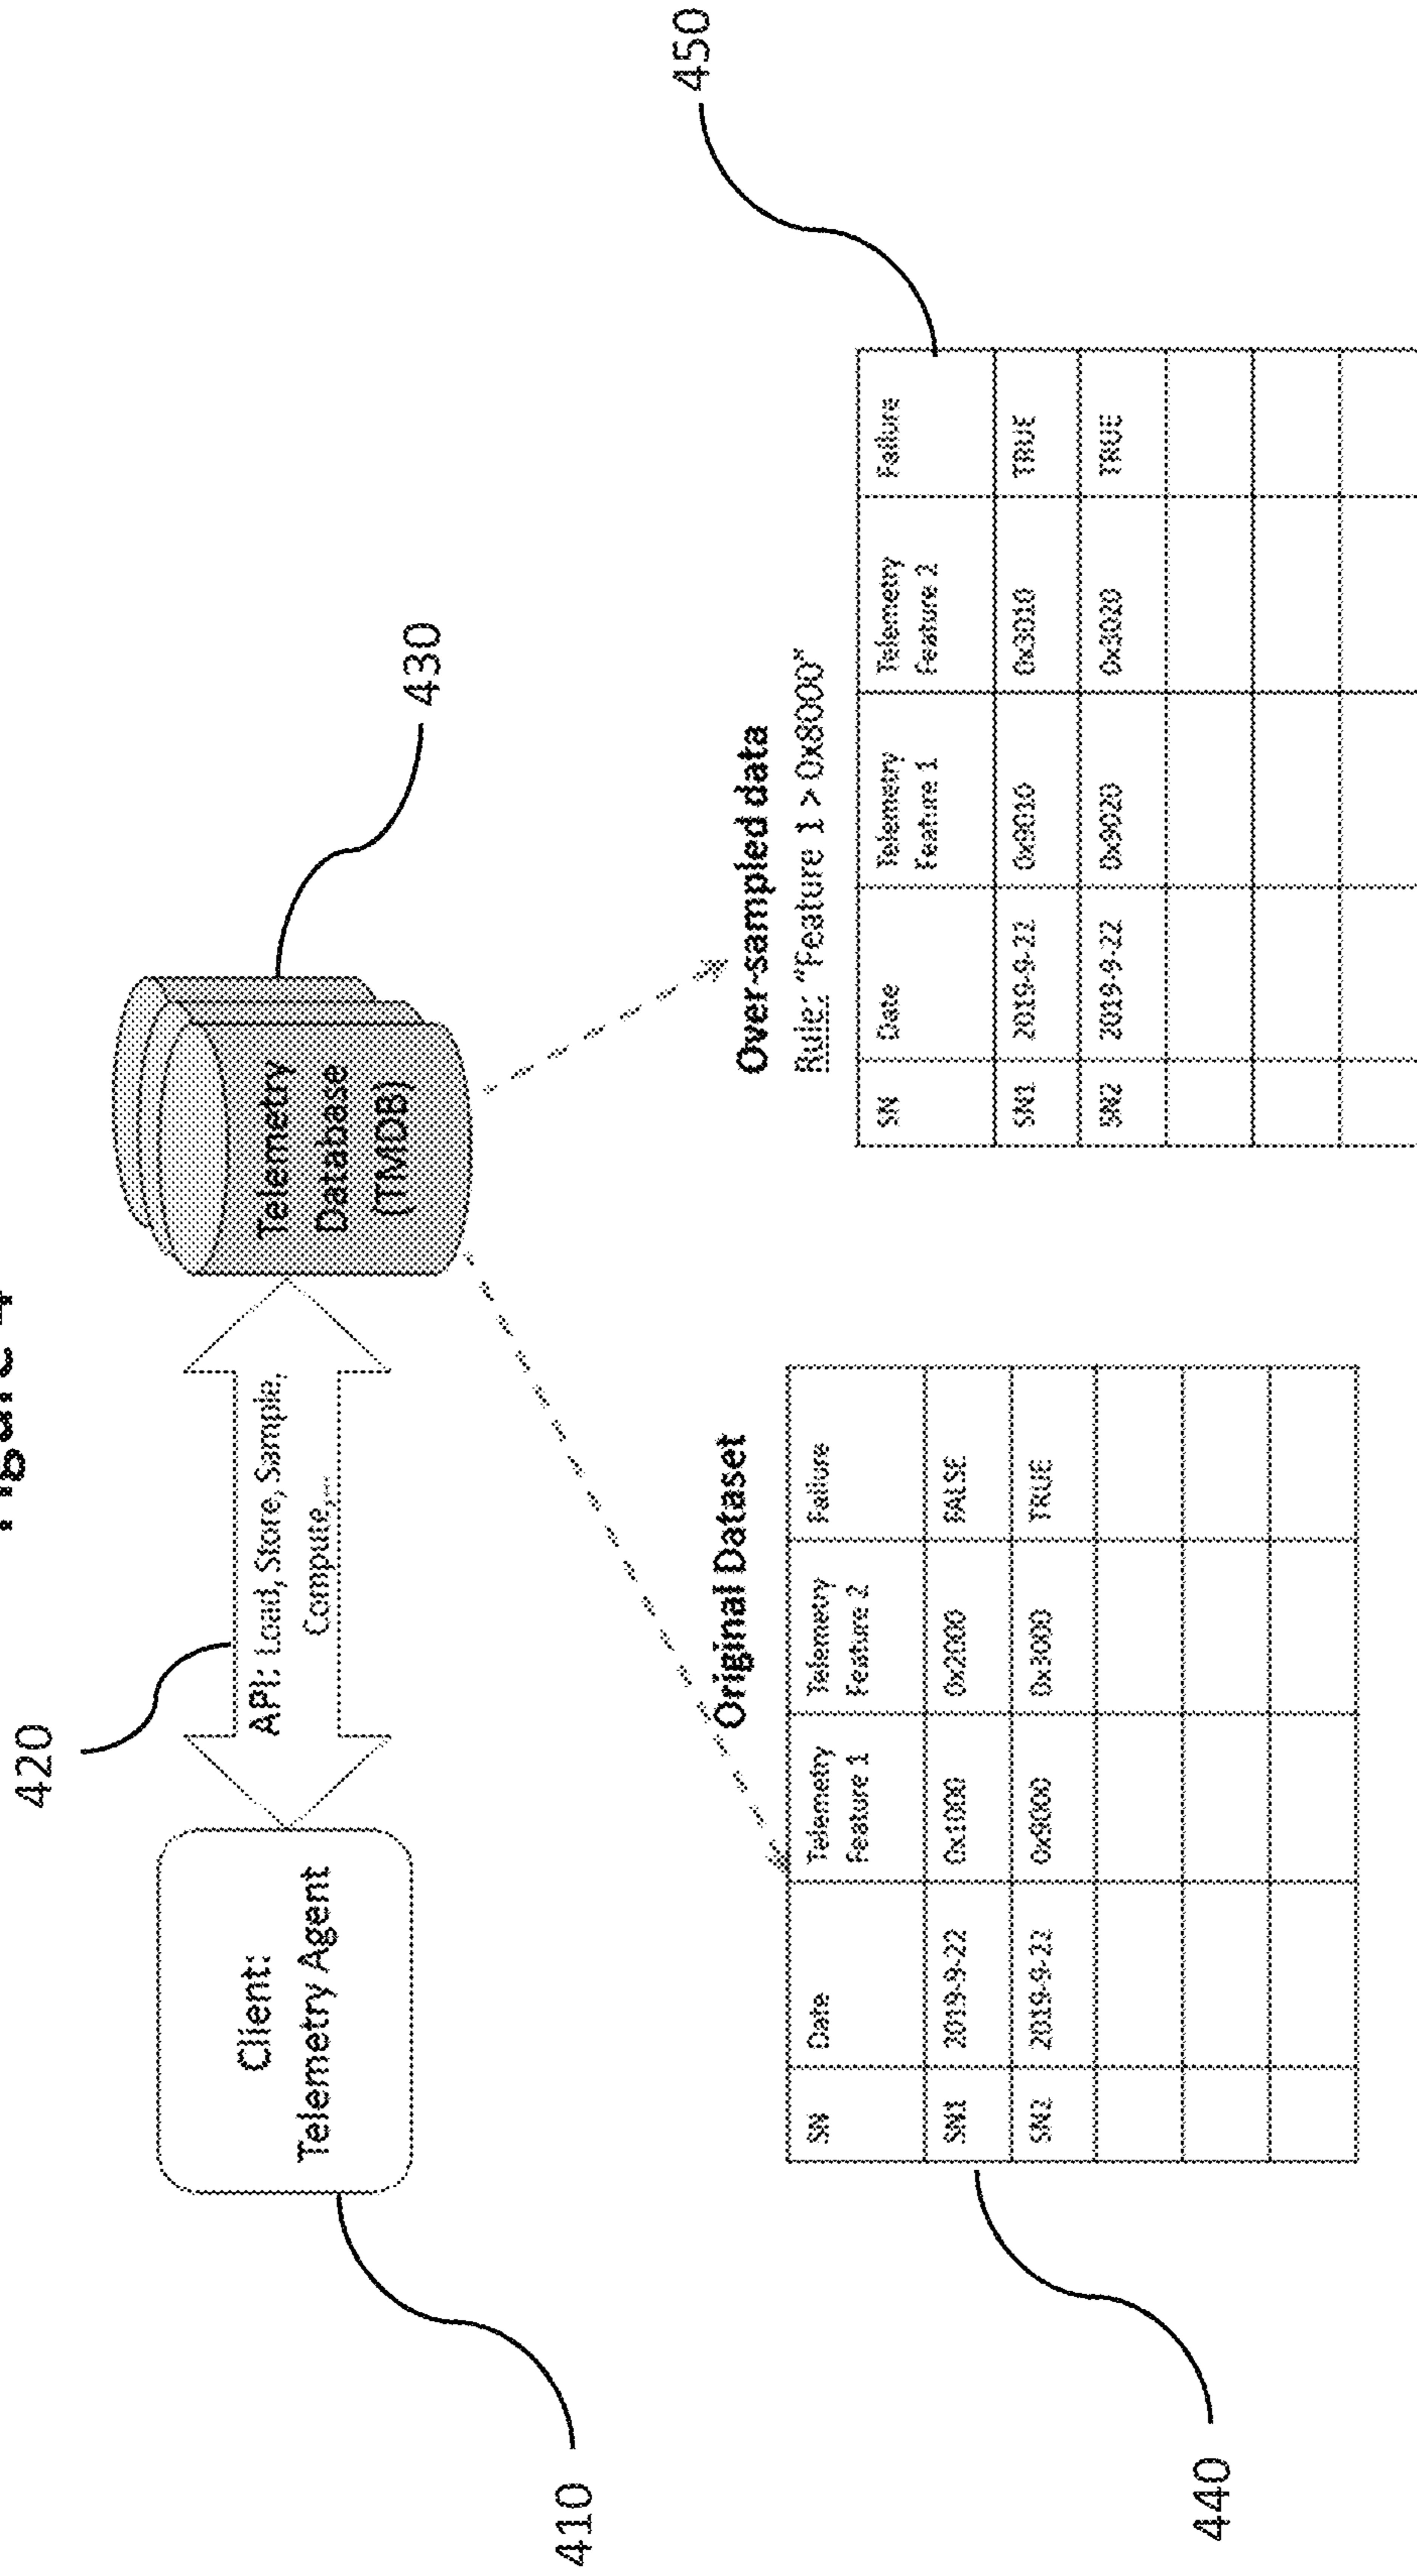 420
Client:
Telemetry Agent
410
API: Load, Store, Sample,
Compute,...
Telemetry
Database
(TMDB)
430
Original Dataset
SN Date Telemetry Feature 1 Telemetry Feature 2 Failure
SN1 2019-9-22 0x1000 0x2000 FALSE
SN2 2019-9-22 0x9000 0x3000 TRUE
440
Over-sampled data
Rule: "Feature 1 > 0x8000"
SN Date Telemetry Feature 1 Telemetry Feature 2 Failure
SN1 2019-9-22 0x9010 0x3010 TRUE
SN2 2019-9-22 0x9020 0x3020 TRUE
450